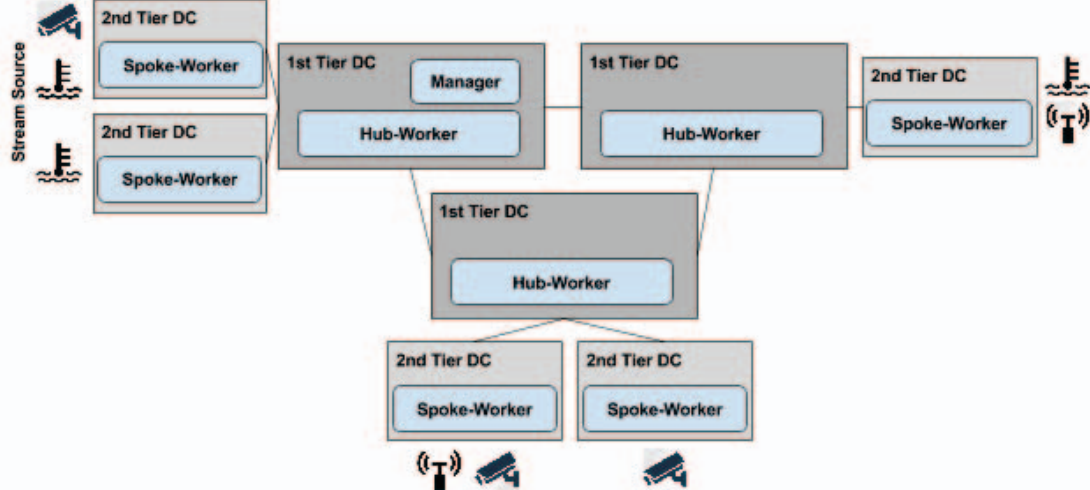 2nd Tier DC
Spoke-Worker
Stream Source
2nd Tier DC
Spoke-Worker
1st Tier DC
Manager
Hub-Worker
1st Tier DC
Hub-Worker
2nd Tier DC
Spoke-Worker
1st Tier DC
Hub-Worker
2nd Tier DC
Spoke-Worker
2nd Tier DC
Spoke-Worker